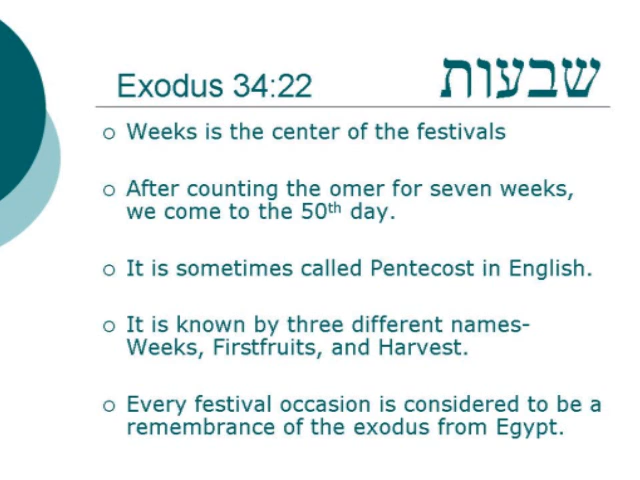 Exodus 34:22 שבעות
○ Weeks is the center of the festivals
○ After counting the omer for seven weeks,
we come to the 50th day.
○ It is sometimes called Pentecost in English.
○ It is known by three different names-
Weeks, Firstfruits, and Harvest.
○ Every festival occasion is considered to be a
remembrance of the exodus from Egypt.